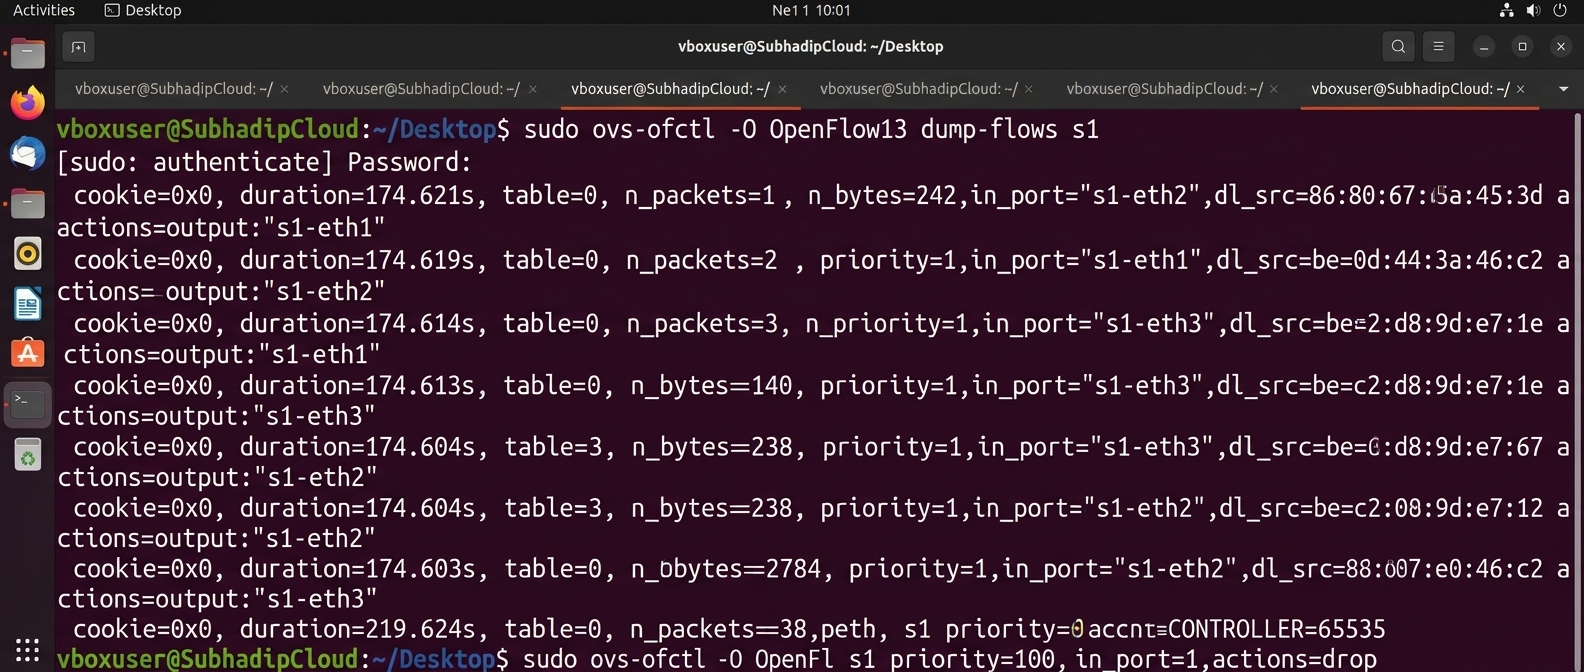 Activities Desktop Ne11 10:01
vboxuser@SubhadipCloud: ~/Desktop
vboxuser@SubhadipCloud: ~/ × vboxuser@SubhadipCloud: ~/ × vboxuser@SubhadipCloud: ~/ × vboxuser@SubhadipCloud: ~/ × vboxuser@SubhadipCloud: ~/ × vboxuser@SubhadipCloud: ~/ ×
vboxuser@SubhadipCloud:~/Desktop$ sudo ovs-ofctl -O OpenFlow13 dump-flows s1
[sudo: authenticate] Password:
cookie=0x0, duration=174.621s, table=0, n_packets=1 , n_bytes=242,in_port="s1-eth2",dl_src=86:80:67:5a:45:3d a
actions=output:"s1-eth1"
cookie=0x0, duration=174.619s, table=0, n_packets=2 , priority=1,in_port="s1-eth1",dl_src=be=0d:44:3a:46:c2 a
ctions= output:"s1-eth2"
cookie=0x0, duration=174.614s, table=0, n_packets=3, n_priority=1,in_port="s1-eth3",dl_src=be=2:d8:9d:e7:1e a
ctions=output:"s1-eth1"
cookie=0x0, duration=174.613s, table=0, n_bytes=140, priority=1,in_port="s1-eth3",dl_src=be=c2:d8:9d:e7:1e a
ctions=output:"s1-eth3"
cookie=0x0, duration=174.604s, table=3, n_bytes=238, priority=1,in_port="s1-eth3",dl_src=be=0:d8:9d:e7:67 a
ctions=output:"s1-eth2"
cookie=0x0, duration=174.604s, table=3, n_bytes=238, priority=1,in_port="s1-eth2",dl_src=be=c2:08:9d:e7:12 a
ctions=output:"s1-eth2"
cookie=0x0, duration=174.603s, table=0, n_bbytes=2784, priority=1,in_port="s1-eth2",dl_src=88:007:e0:46:c2 a
ctions=output:"s1-eth3"
cookie=0x0, duration=219.624s, table=0, n_packets=38,peth, s1 priority=0 accnt=CONTROLLER=65535
vboxuser@SubhadipCloud:~/Desktop$ sudo ovs-ofctl -O OpenFl s1 priority=100, in_port=1,actions=drop